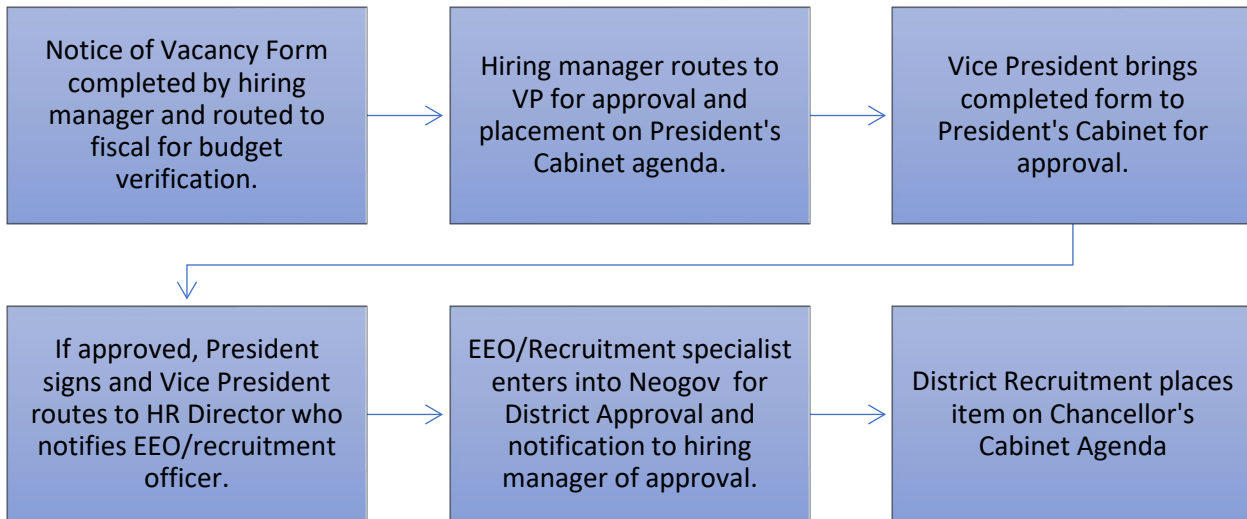 Notice of Vacancy Form
completed by hiring
manager and routed to
fiscal for budget
verification.
Hiring manager routes to
VP for approval and
placement on President's
Cabinet agenda.
Vice President brings
completed form to
President's Cabinet for
approval.
If approved, President
signs and Vice President
routes to HR Director who
notifies EEO/recruitment
officer.
EEO/Recruitment specialist
enters into Neogov  for
District Approval and
notification to hiring
manager of approval.
District Recruitment places
item on Chancellor's
Cabinet Agenda